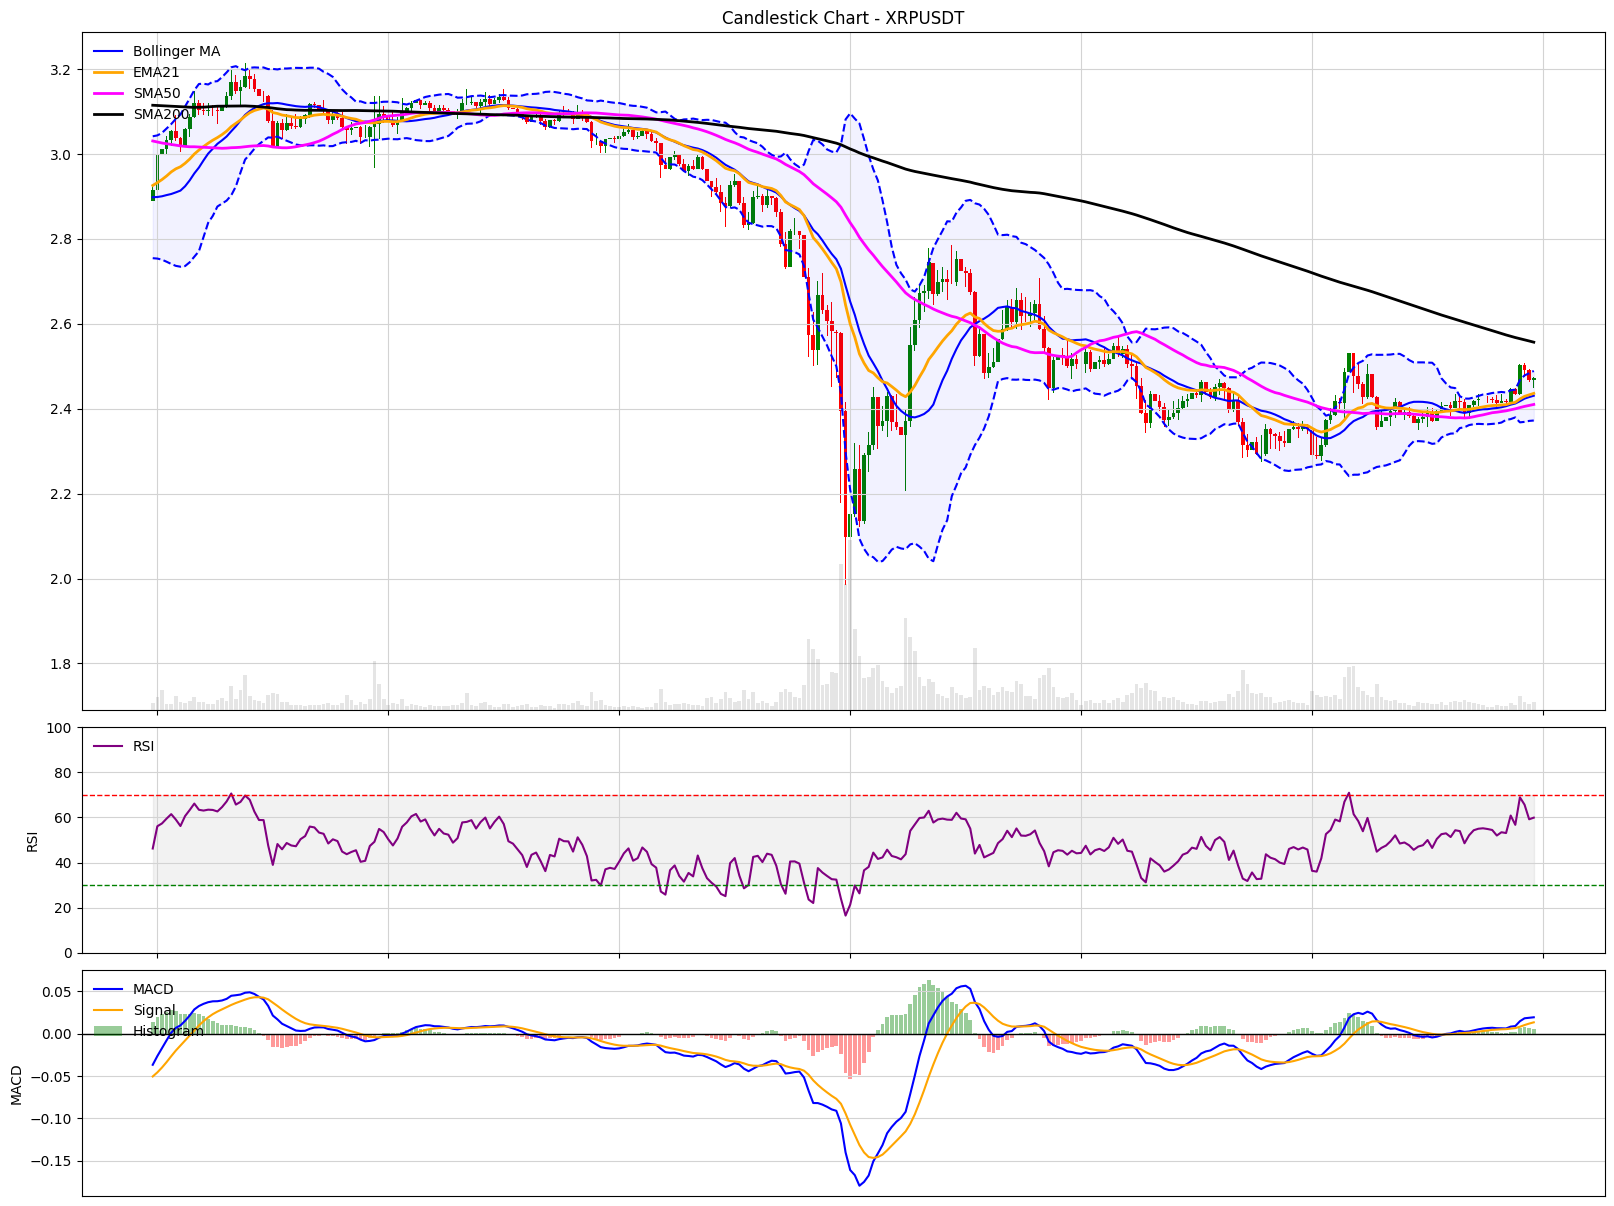 Candlestick Chart - XRPUSDT
Bollinger MA
EMA21
SMA50
SMA200
3.2
3.0
2.8
2.6
2.4
2.2
2.0
1.8
RSI
100
80
60
40
20
0
RSI
MACD
Signal
Histogram
0.05
0.00
−0.05
−0.10
−0.15
MACD